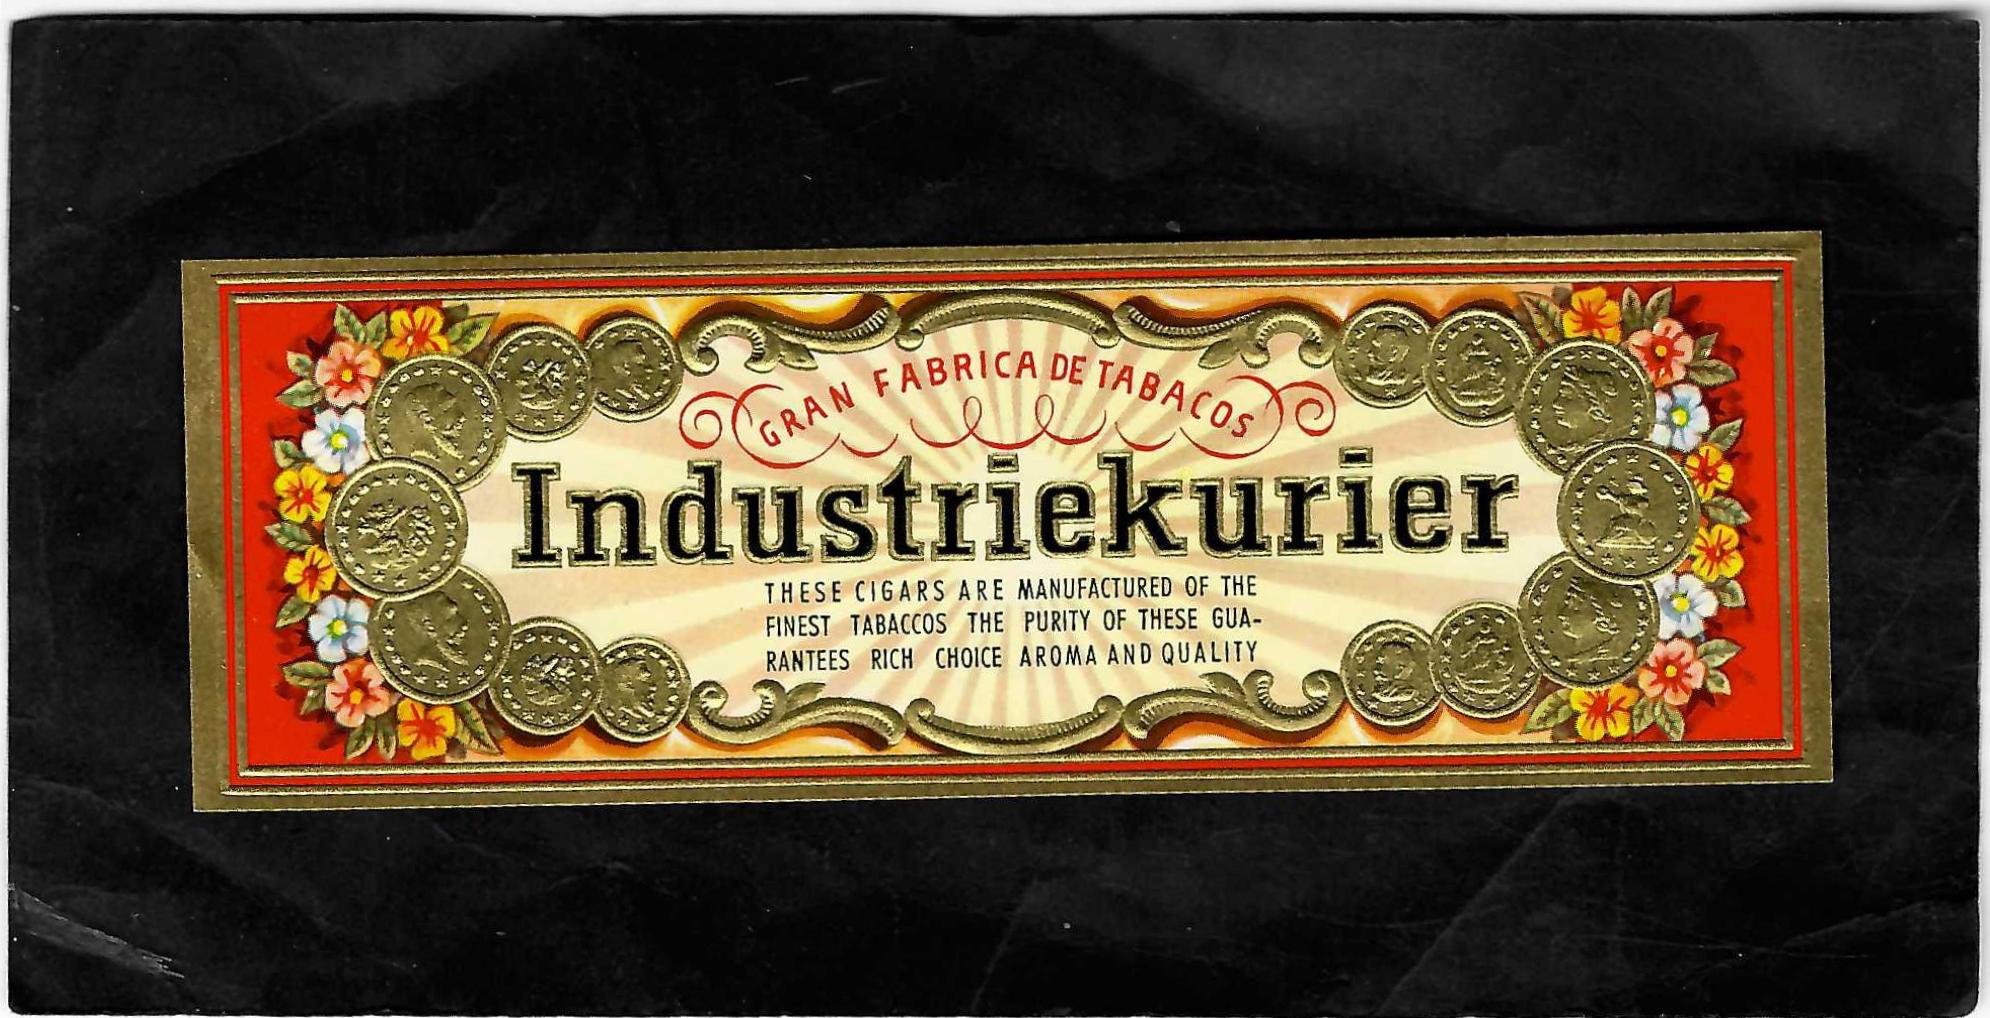 GRAN FABRICA DE TABACOS
Industriekurier
THESE CIGARS ARE MANUFACTURED OF THE
FINEST TABACCOS THE PURITY OF THESE GUA-
RANTEES RICH CHOICE AROMA AND QUALITY